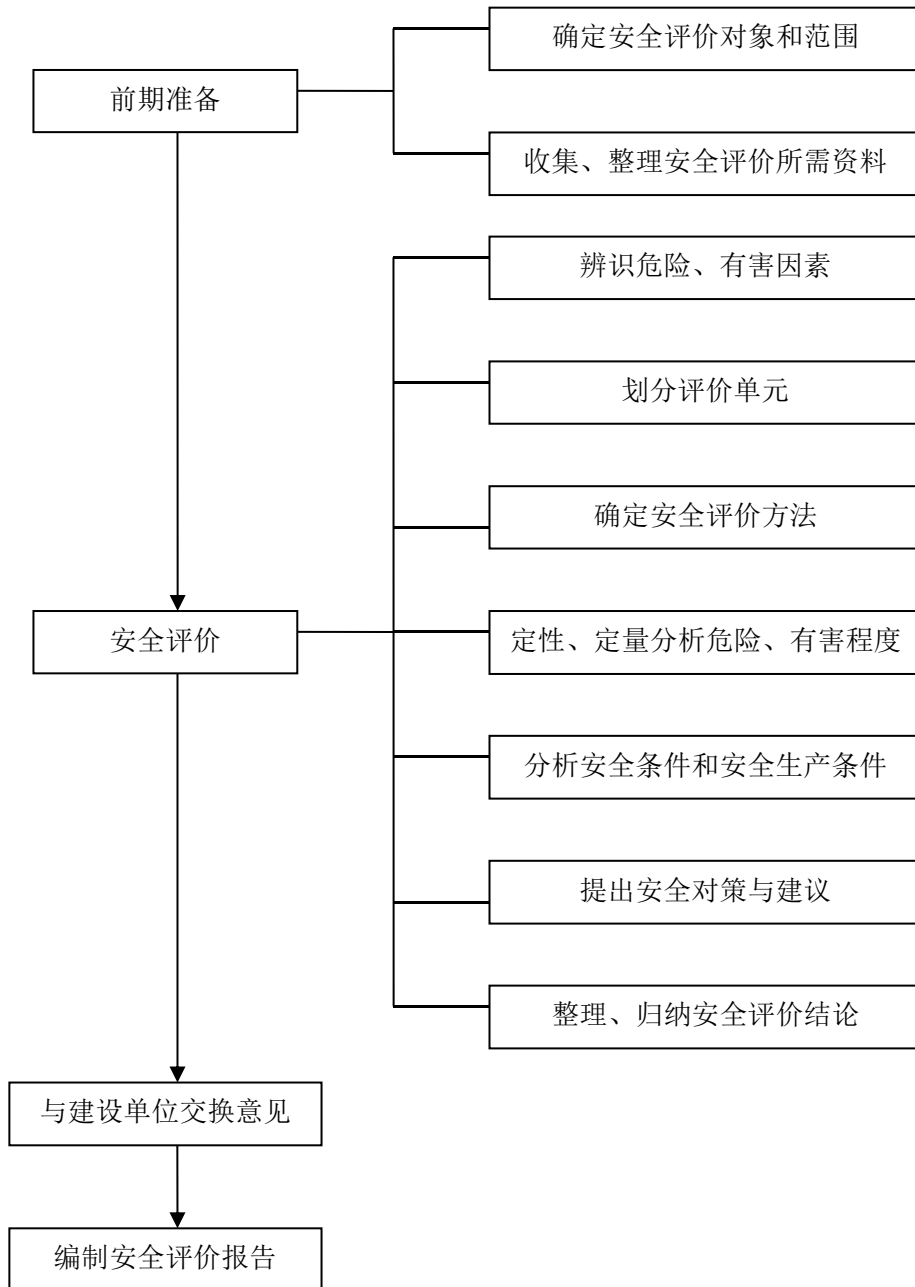 确定安全评价对象和范围
前期准备
收集、整理安全评价所需资料
辨识危险、有害因素
划分评价单元
确定安全评价方法
安全评价
定性、定量分析危险、有害程度
分析安全条件和安全生产条件
提出安全对策与建议
整理、归纳安全评价结论
与建设单位交换意见
编制安全评价报告